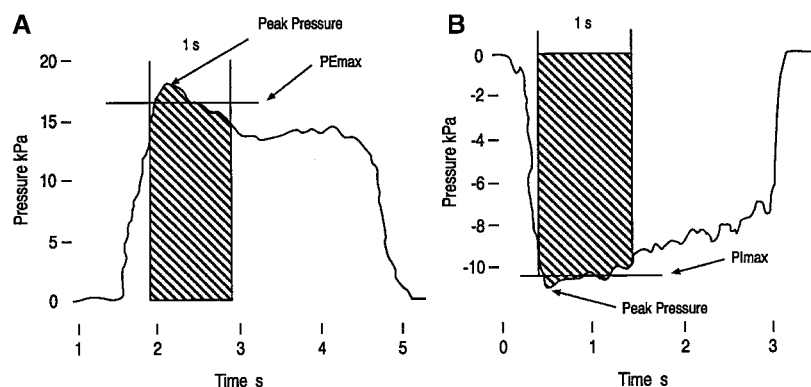 A
Peak Pressure
1 s
PEmax
20
15
10
5
0
Pressure kPa
1 2 3 4 5
Time s
B
1 s
0
-2
-4
-6
-8
-10
Pressure kPa
PImax
Peak Pressure
0 1 2 3
Time s